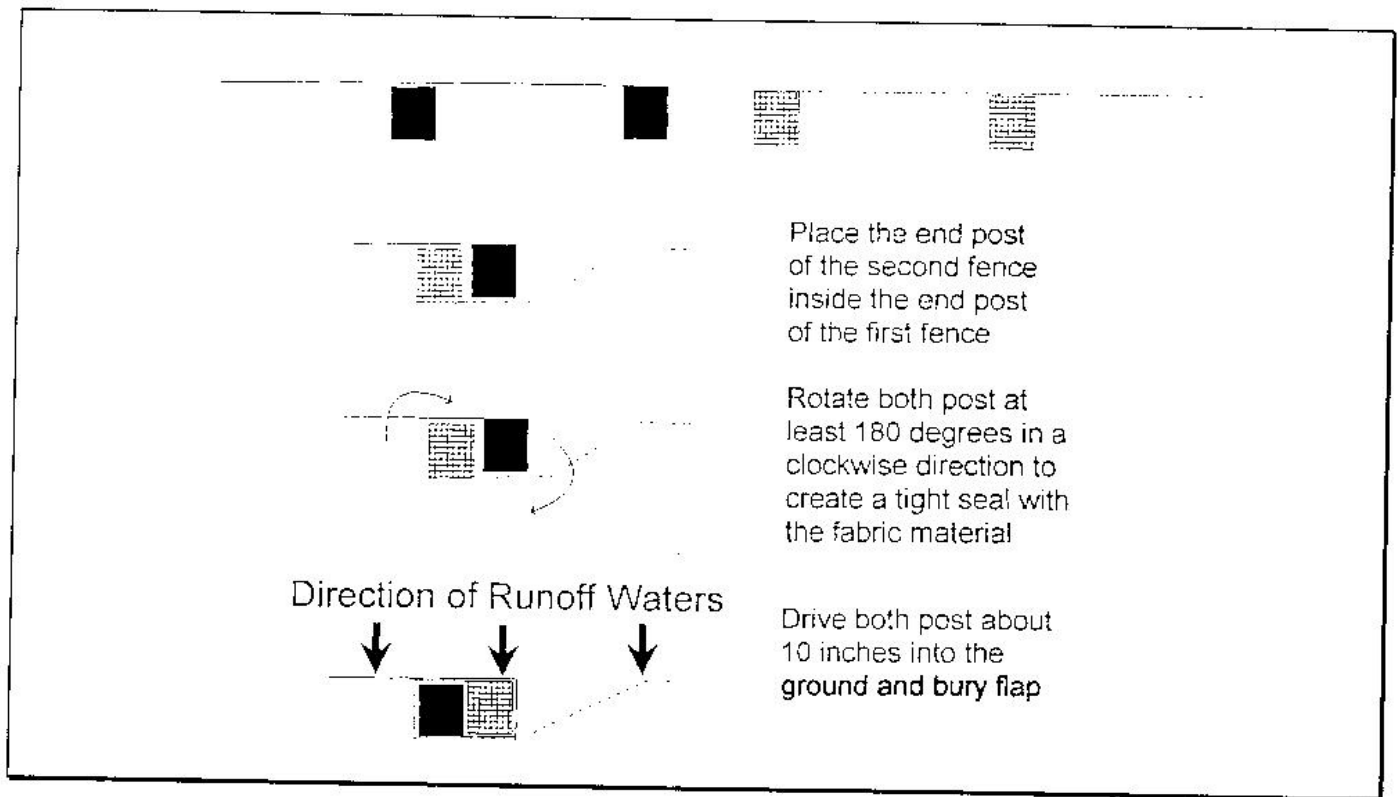 Place the end post
of the second fence
inside the end post
of the first fence
Rotate both post at
least 180 degrees in a
clockwise direction to
create a tight seal with
the fabric material
Direction of Runoff Waters
Drive both post about
10 inches into the
ground and bury flap